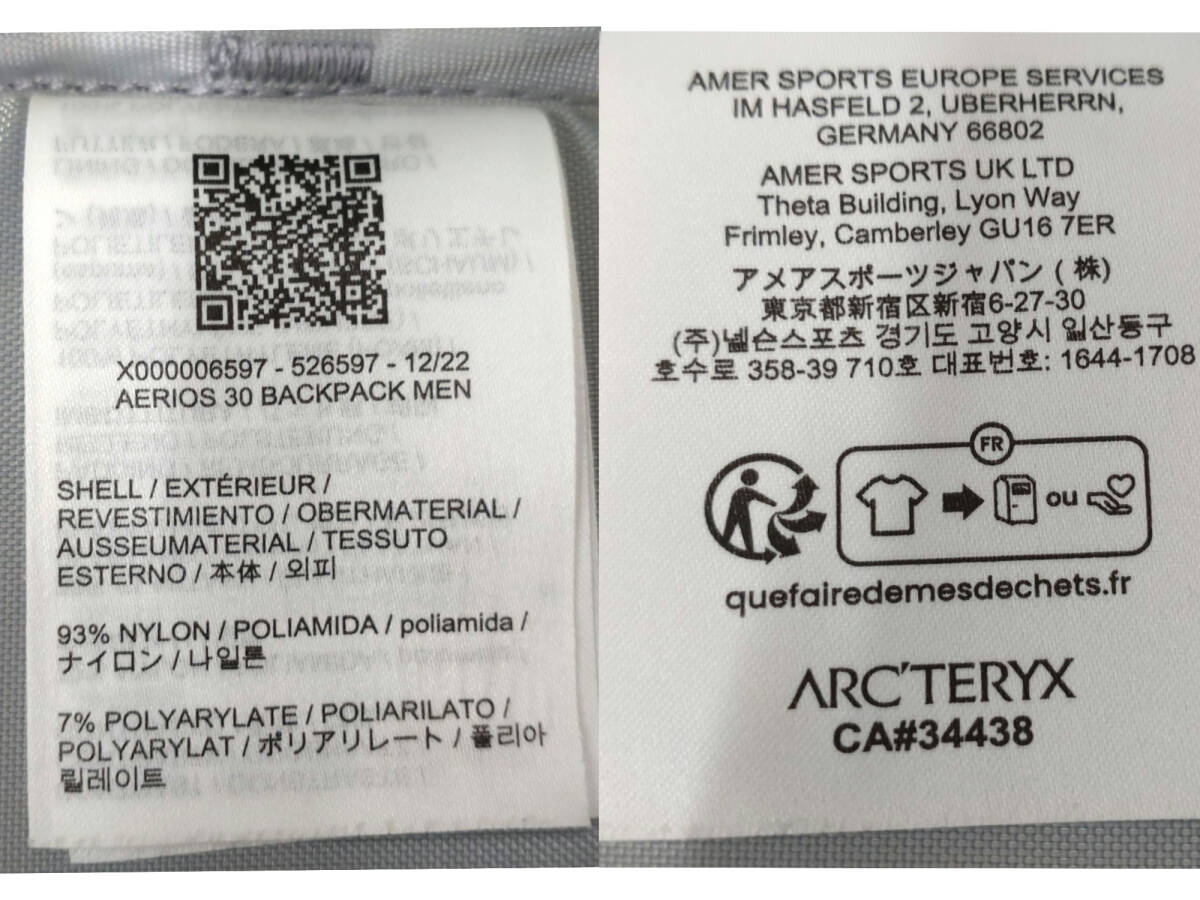 X000006597 - 526597 - 12/22
AERIOS 30 BACKPACK MEN
SHELL / EXTÉRIEUR /
REVESTIMIENTO / OBERMATERIAL /
AUSSEUMATERIAL / TESSUTO
ESTERNO / 本体 / 외피
93% NYLON / POLIAMIDA / poliamida /
ナイロン / 나일론
7% POLYARYLATE / POLIARILATO /
POLYARYLAT / ポリアリレート / 폴리아
릴레이트
AMER SPORTS EUROPE SERVICES
IM HASFELD 2, UBERHERRN,
GERMANY 66802
AMER SPORTS UK LTD
Theta Building, Lyon Way
Frimley, Camberley GU16 7ER
アメアスポーツジャパン ( 株)
東京都新宿区新宿6-27-30
(주)넬슨스포츠 경기도 고양시 일산동구
호수로 358-39 710호 대표번호: 1644-1708
FR
ou
quefairedemesdechets.fr
ARC'TERYX
CA#34438